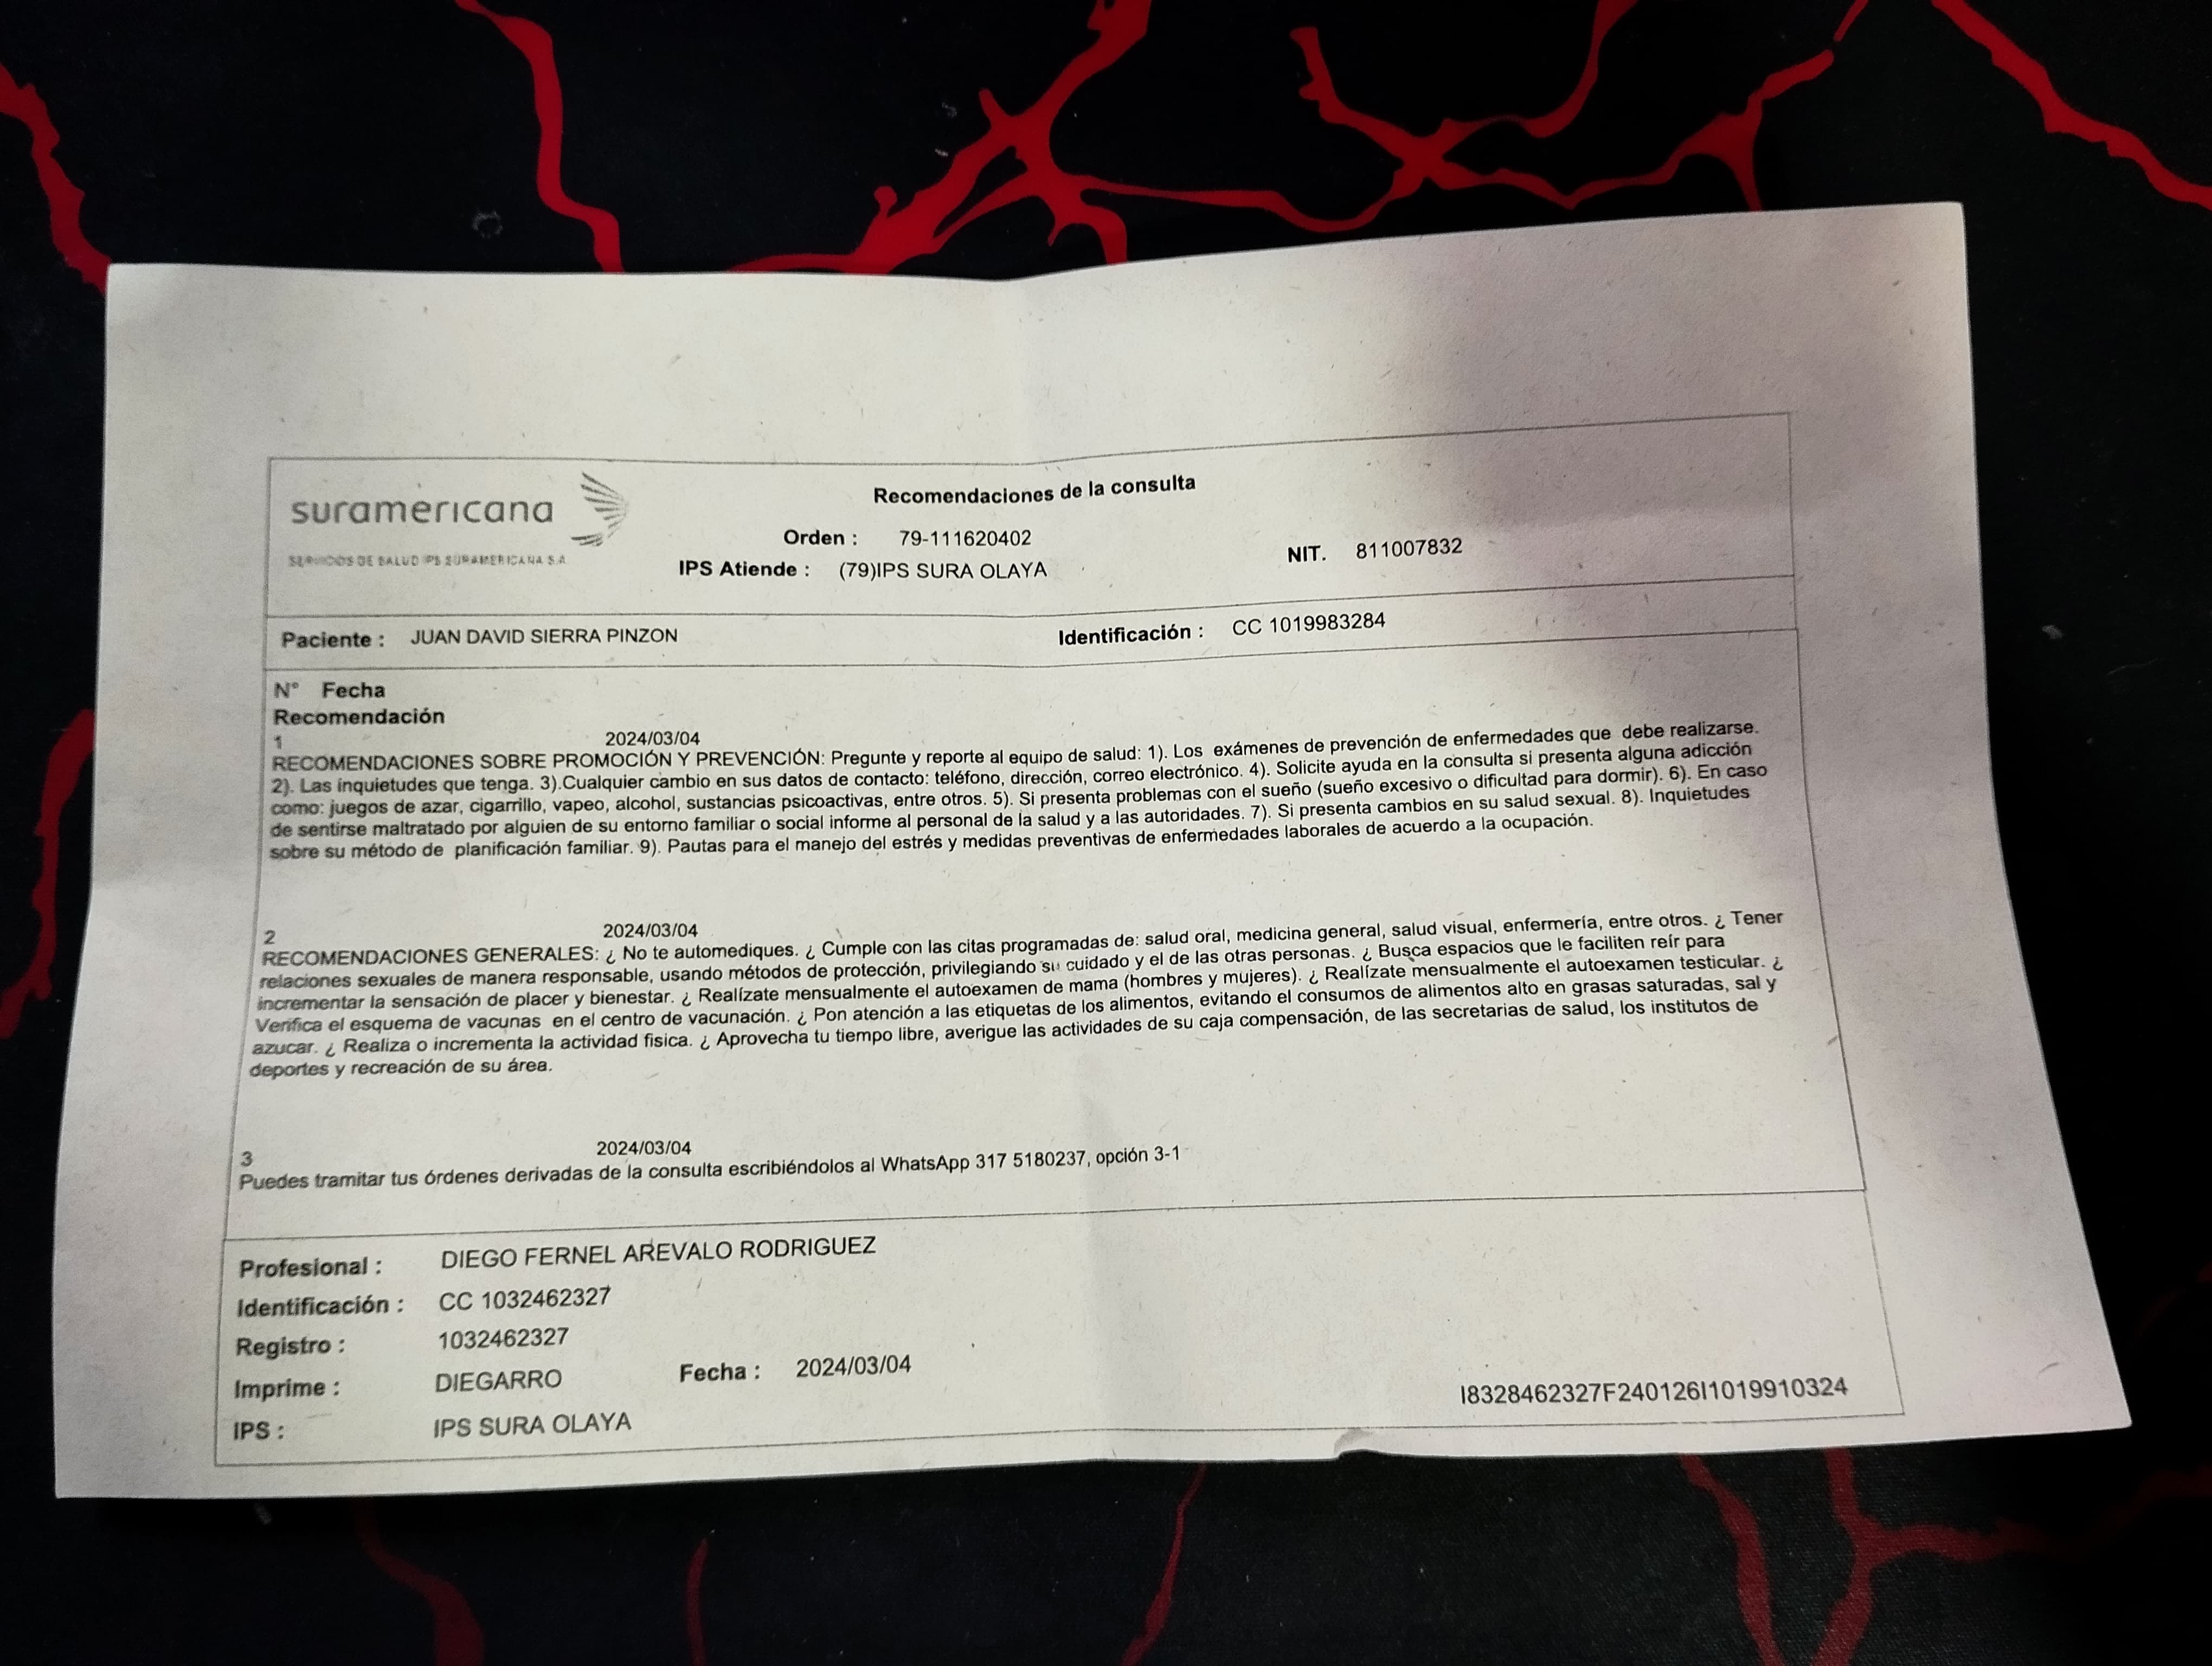 suramericana
SERVICIOS DE SALUD IPS SURAMERICANA S.A.
Recomendaciones de la consulta
Orden : 79-111620402
IPS Atiende : (79)IPS SURA OLAYA
NIT. 811007832
Paciente : JUAN DAVID SIERRA PINZON Identificación : CC 1019983284
N° Fecha
Recomendación
1 2024/03/04
RECOMENDACIONES SOBRE PROMOCIÓN Y PREVENCIÓN: Pregunte y reporte al equipo de salud: 1). Los exámenes de prevención de enfermedades que debe realizarse.
2). Las inquietudes que tenga. 3).Cualquier cambio en sus datos de contacto: teléfono, dirección, correo electrónico. 4). Solicite ayuda en la consulta si presenta alguna adicción
como: juegos de azar, cigarrillo, vapeo, alcohol, sustancias psicoactivas, entre otros. 5). Si presenta problemas con el sueño (sueño excesivo o dificultad para dormir). 6). En caso
de sentirse maltratado por alguien de su entorno familiar o social informe al personal de la salud y a las autoridades. 7). Si presenta cambios en su salud sexual. 8). Inquietudes
sobre su método de planificación familiar. 9). Pautas para el manejo del estrés y medidas preventivas de enfermedades laborales de acuerdo a la ocupación.
2 2024/03/04
RECOMENDACIONES GENERALES: ¿ No te automediques. ¿ Cumple con las citas programadas de: salud oral, medicina general, salud visual, enfermería, entre otros. ¿ Tener
relaciones sexuales de manera responsable, usando métodos de protección, privilegiando su cuidado y el de las otras personas. ¿ Busca espacios que le faciliten reír para
incrementar la sensación de placer y bienestar. ¿ Realízate mensualmente el autoexamen de mama (hombres y mujeres). ¿ Realízate mensualmente el autoexamen testicular. ¿
Verifica el esquema de vacunas en el centro de vacunación. ¿ Pon atención a las etiquetas de los alimentos, evitando el consumos de alimentos alto en grasas saturadas, sal y
azucar. ¿ Realiza o incrementa la actividad fisica. ¿ Aprovecha tu tiempo libre, averigue las actividades de su caja compensación, de las secretarias de salud, los institutos de
deportes y recreación de su área.
3 2024/03/04
Puedes tramitar tus órdenes derivadas de la consulta escribiéndolos al WhatsApp 317 5180237, opción 3-1
Profesional : DIEGO FERNEL AREVALO RODRIGUEZ
Identificación : CC 1032462327
Registro : 1032462327
Imprime : DIEGARRO Fecha : 2024/03/04
IPS : IPS SURA OLAYA
I8328462327F240126I1019910324